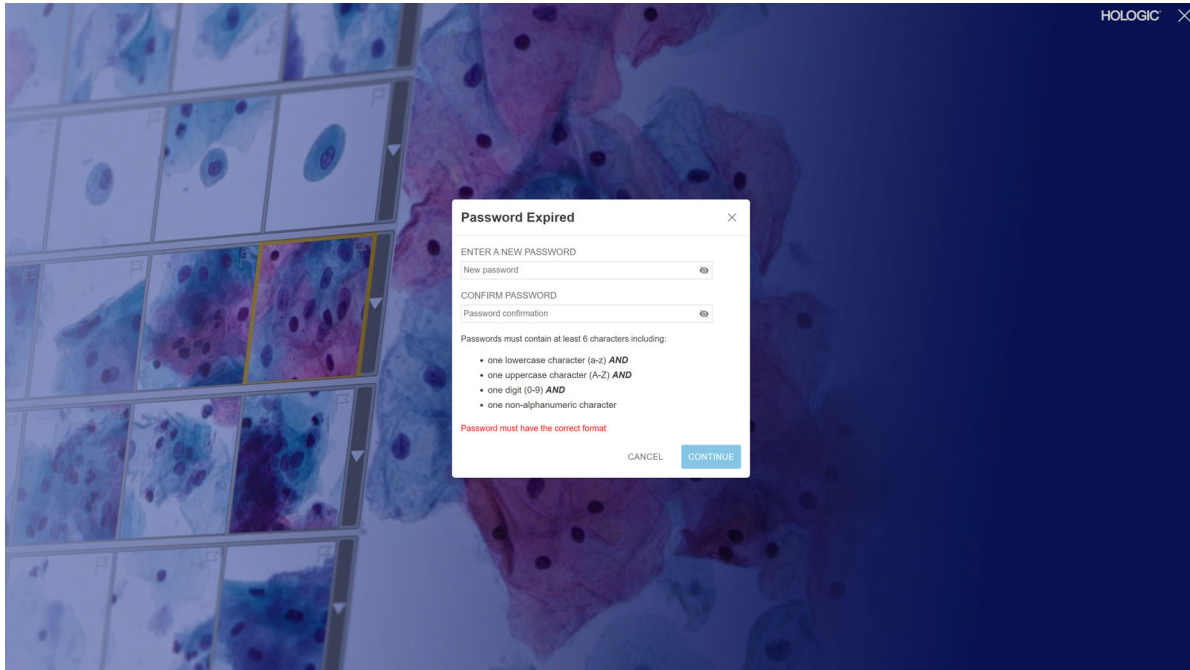 HOLOGIC
Password Expired
ENTER A NEW PASSWORD
New password
CONFIRM PASSWORD
Password confirmation
Passwords must contain at least 6 characters including:
• one lowercase character (a-z) AND
• one uppercase character (A-Z) AND
• one digit (0-9) AND
• one non-alphanumeric character
Password must have the correct format
CANCEL
CONTINUE